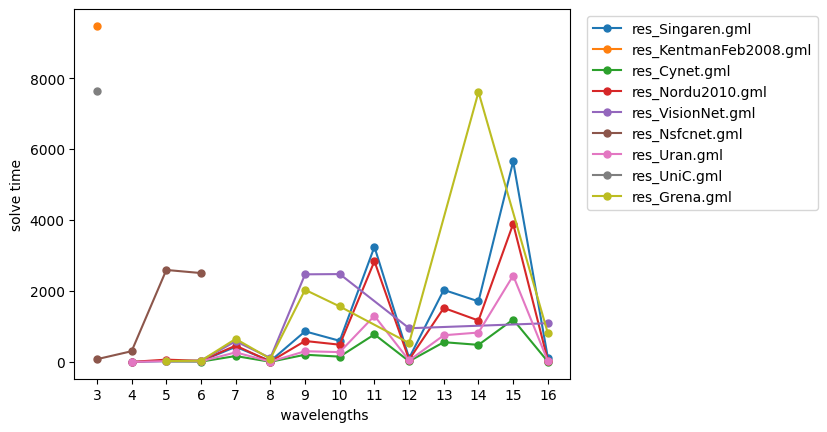 res_Singaren.gml
res_KentmanFeb2008.gml
res_Cynet.gml
res_Nordu2010.gml
res_VisionNet.gml
res_Nsfcnet.gml
res_Uran.gml
res_UniC.gml
res_Grena.gml
solve time
8000
6000
4000
2000
0
3 4 5 6 7 8 9 10 11 12 13 14 15 16
wavelengths